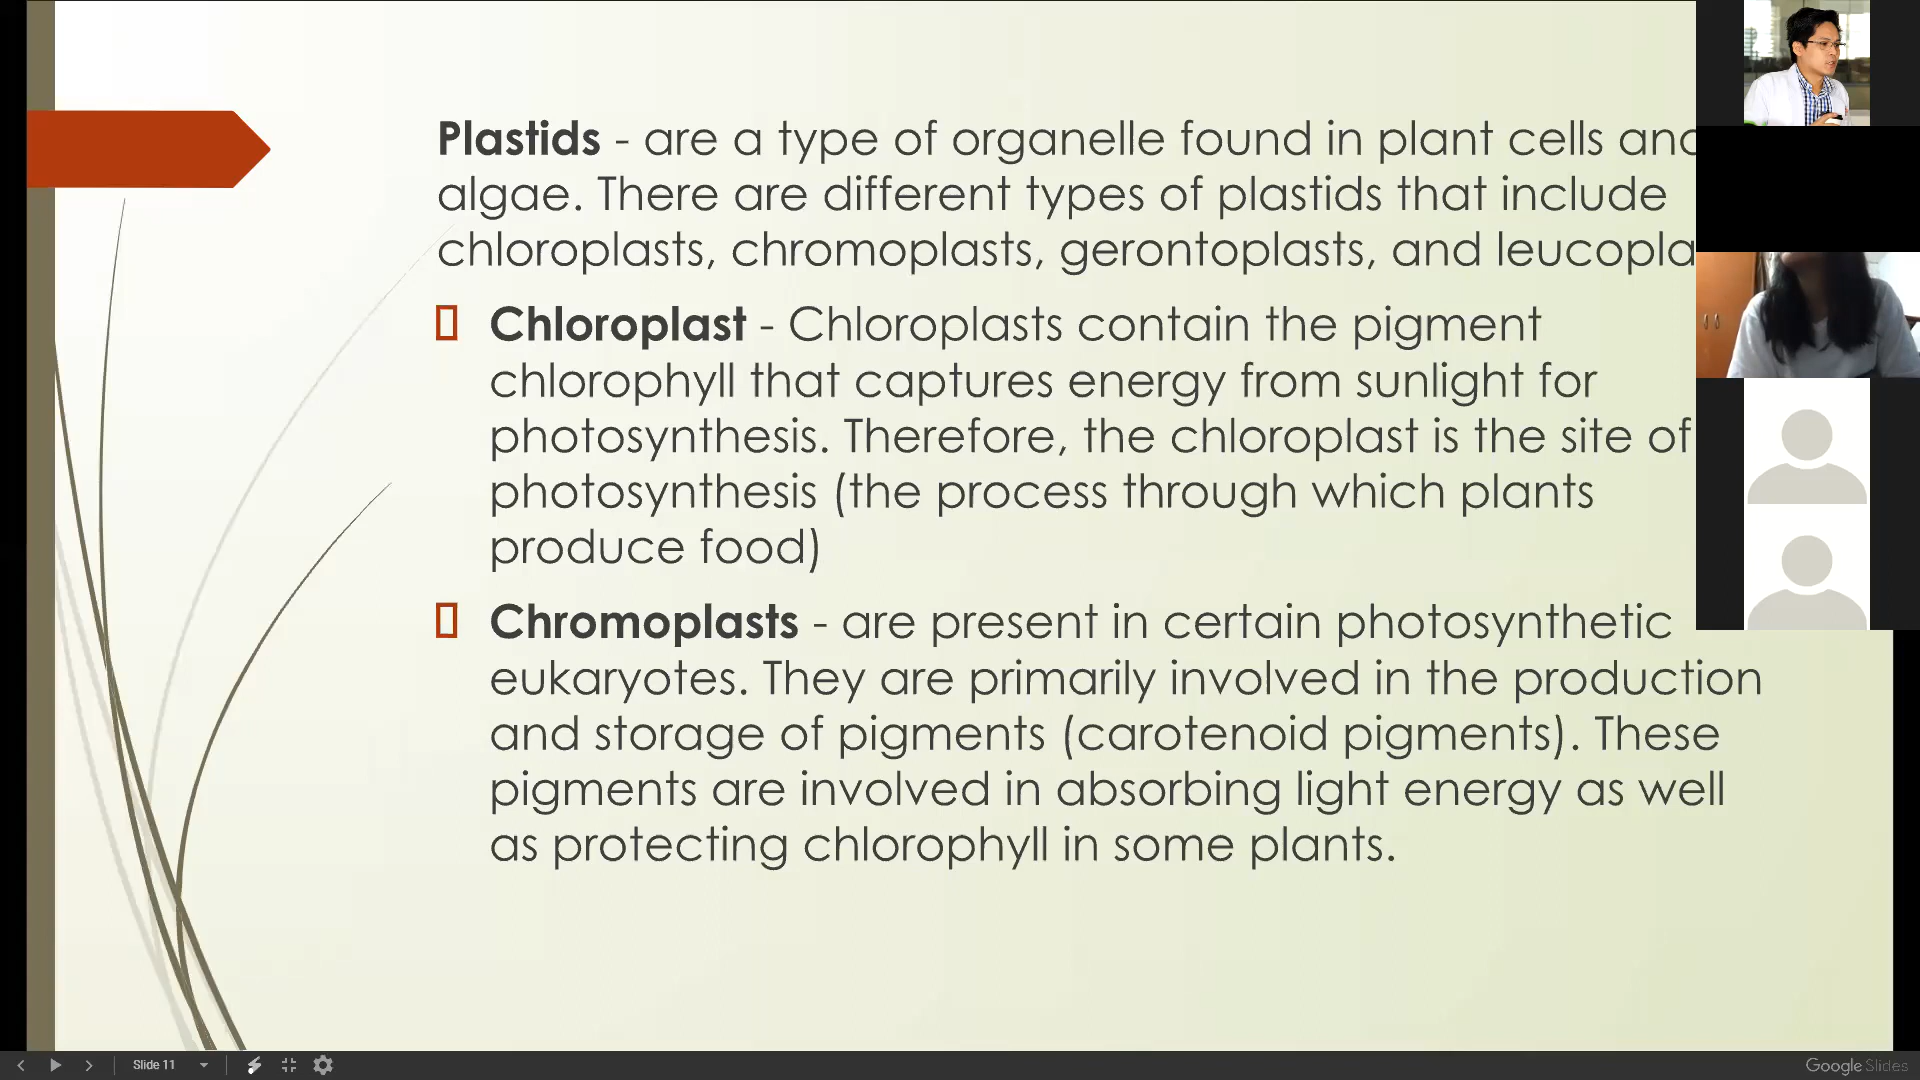 Plastids - are a type of organelle found in plant cells and
algae. There are different types of plastids that include
chloroplasts, chromoplasts, gerontoplasts, and leucopla
Chloroplast - Chloroplasts contain the pigment
chlorophyll that captures energy from sunlight for
photosynthesis. Therefore, the chloroplast is the site of
photosynthesis (the process through which plants
produce food)
Chromoplasts - are present in certain photosynthetic
eukaryotes. They are primarily involved in the production
and storage of pigments (carotenoid pigments). These
pigments are involved in absorbing light energy as well
as protecting chlorophyll in some plants.
Slide 11
Google Slides